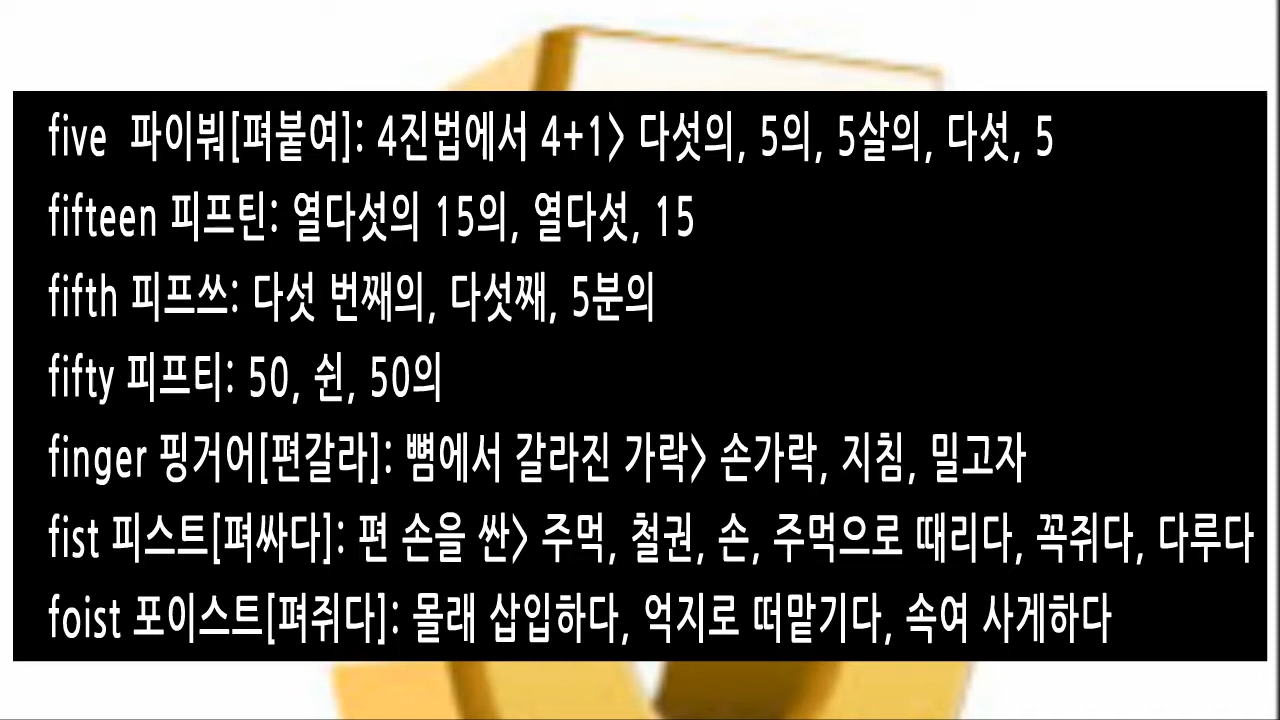 five 파이붜[펴붙여]: 4진법에서 4+1> 다섯의, 5의, 5살의, 다섯, 5
fifteen 피프틴: 열다섯의 15의, 열다섯, 15
fifth 피프쓰: 다섯 번째의, 다섯째, 5분의
fifty 피프티: 50, 쉰, 50의
finger 핑거어[편갈라]: 뼘에서 갈라진 가락> 손가락, 지침, 밀고자
fist 피스트[펴싸다]: 편 손을 싼> 주먹, 철권, 손, 주먹으로 때리다, 꼭쥐다, 다루다
foist 포이스트[펴쥐다]: 몰래 삽입하다, 억지로 떠맡기다, 속여 사게하다